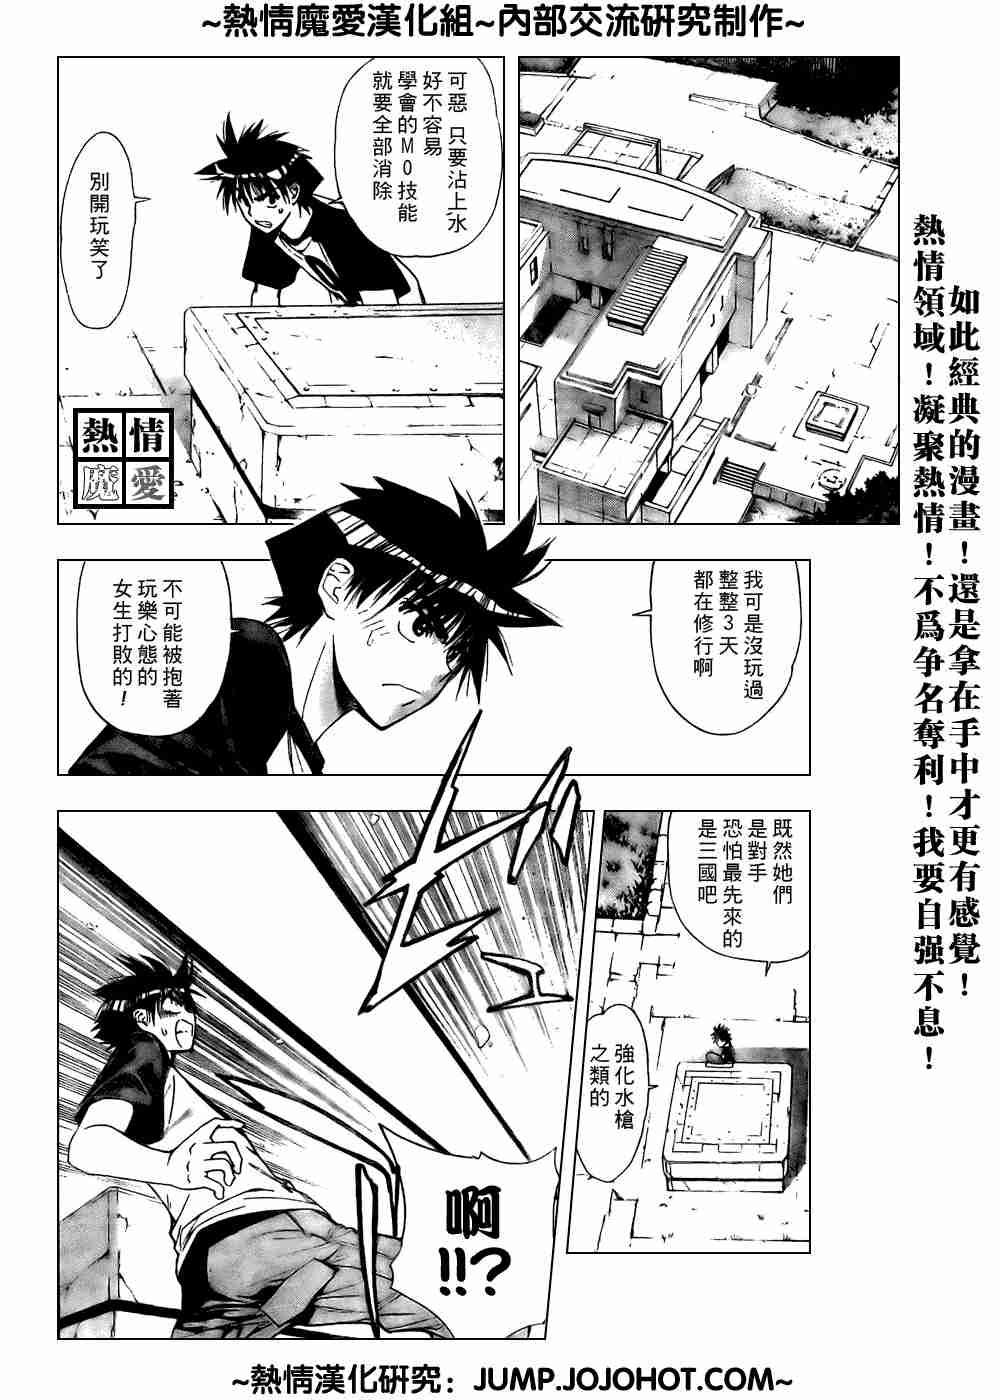 ~熱情魔愛漢化組~內部交流研究制作~
如此經典的漫畫！還是拿在手中才更有感覺！
熱情領域！凝聚熱情！不爲争名奪利！我要自强不息！
可惡 只要沾上水
好不容易
學會的M0技能
就要全部消除
別開玩笑了
熱情
魔愛
我可是沒玩過
整整3天
都在修行啊
不可能被抱著
玩樂心態的
女生打敗的！
既然她們
是對手
恐怕最先來的
是三國吧
強化水槍
之類的
啊
!!?
~熱情漢化研究：JUMP.JOJOHOT.COM~